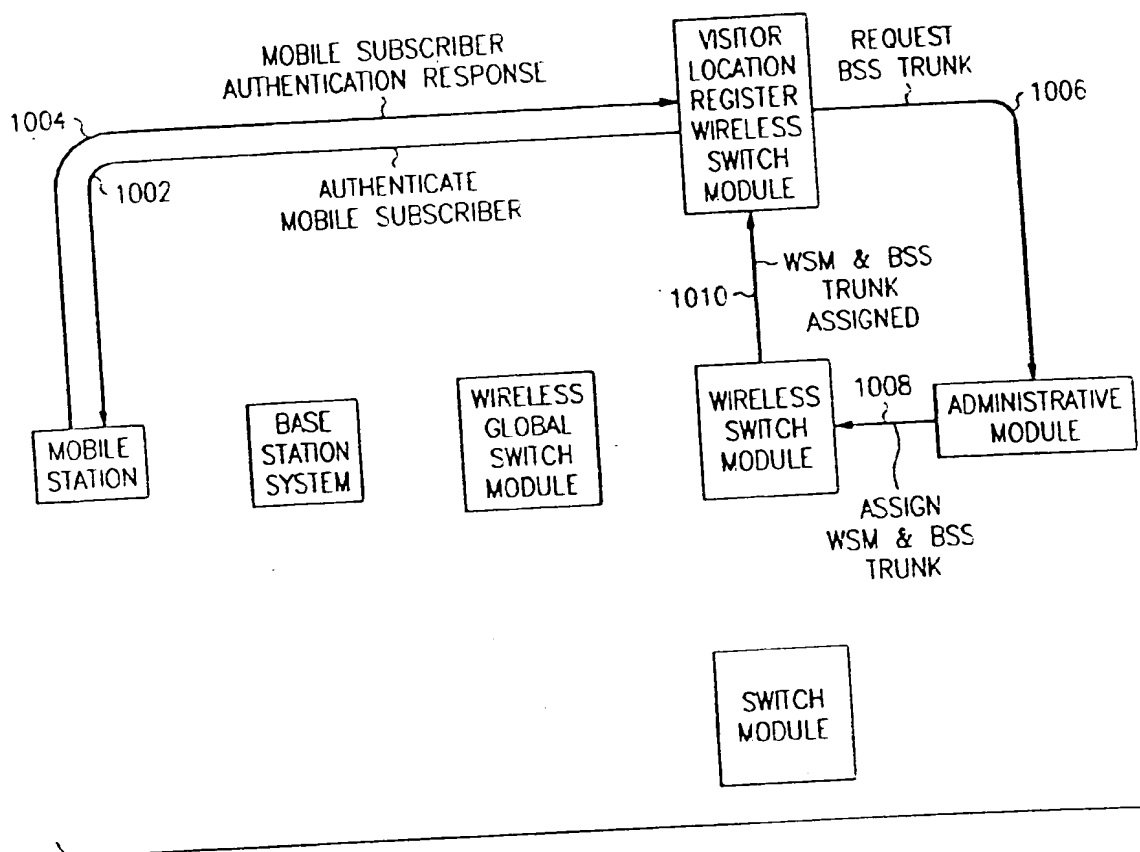 MOBILE SUBSCRIBER
AUTHENTICATION RESPONSE
1004
1002
AUTHENTICATE
MOBILE SUBSCRIBER
VISITOR
LOCATION
REGISTER
WIRELESS
SWITCH
MODULE
REQUEST
BSS TRUNK
1006
1010
WSM & BSS
TRUNK
ASSIGNED
MOBILE
STATION
BASE
STATION
SYSTEM
WIRELESS
GLOBAL
SWITCH
MODULE
WIRELESS
SWITCH
MODULE
1008
ADMINISTRATIVE
MODULE
ASSIGN
WSM & BSS
TRUNK
SWITCH
MODULE